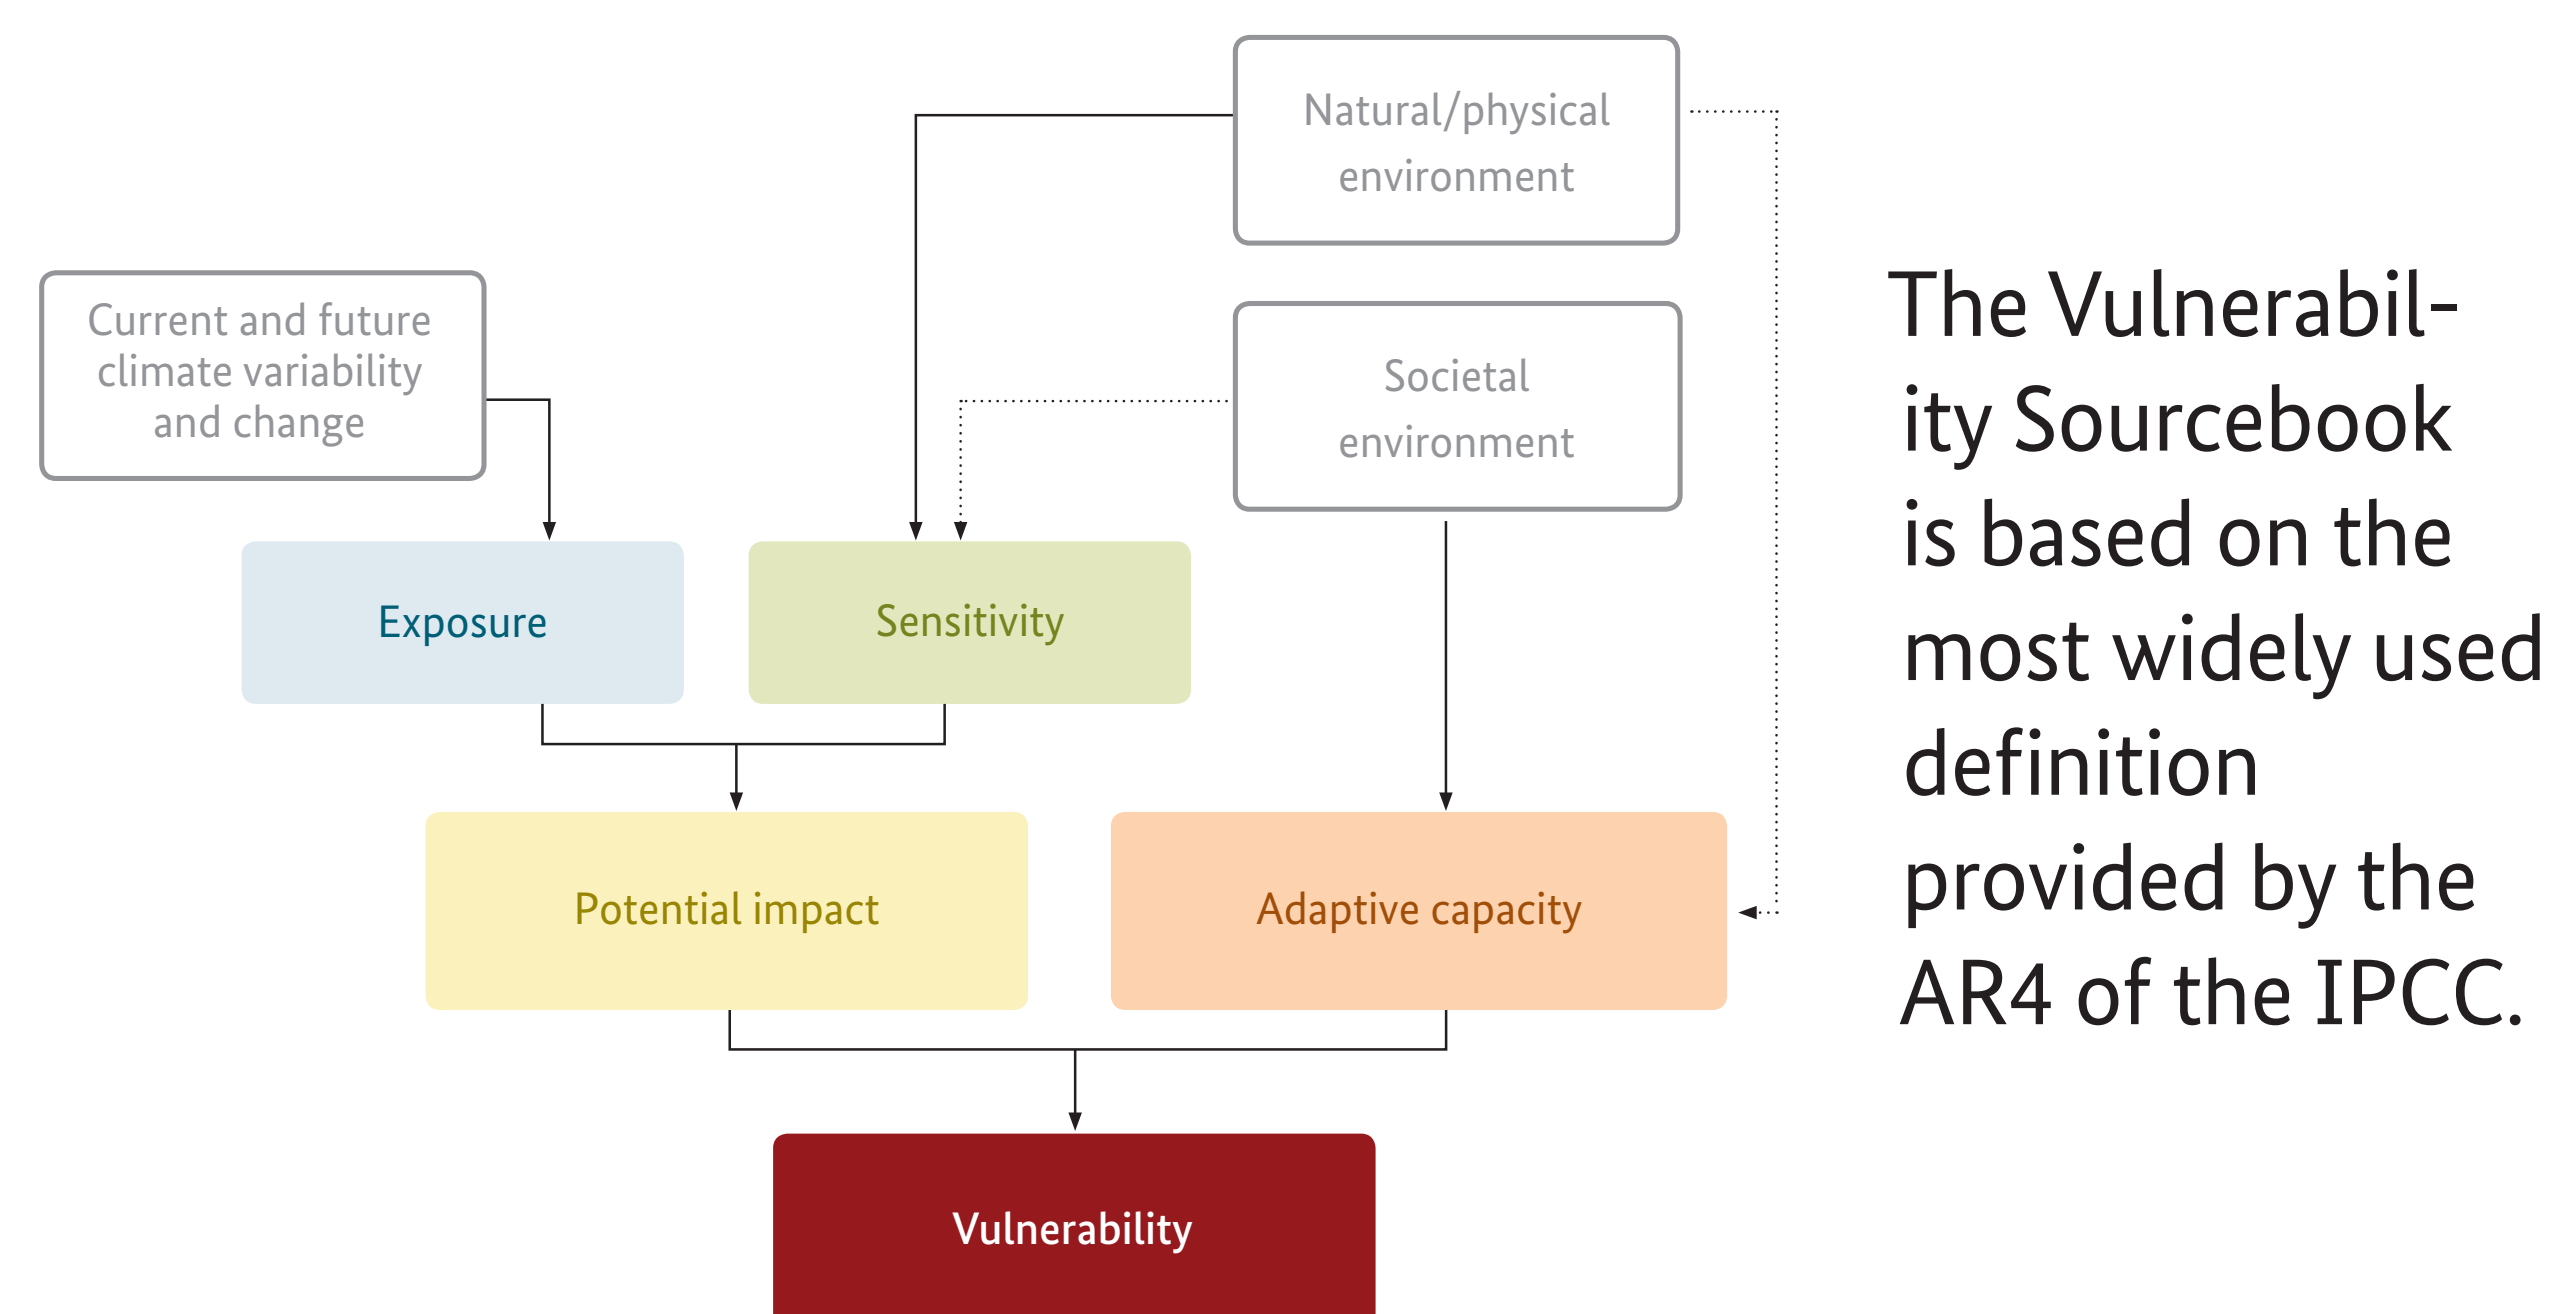 Natural/physical
environment
Current and future
climate variability
and change
Societal
environment
Exposure
Sensitivity
Potential impact
Adaptive capacity
Vulnerability
The Vulnerabil-
ity Sourcebook
is based on the
most widely used
definition
provided by the
AR4 of the IPCC.